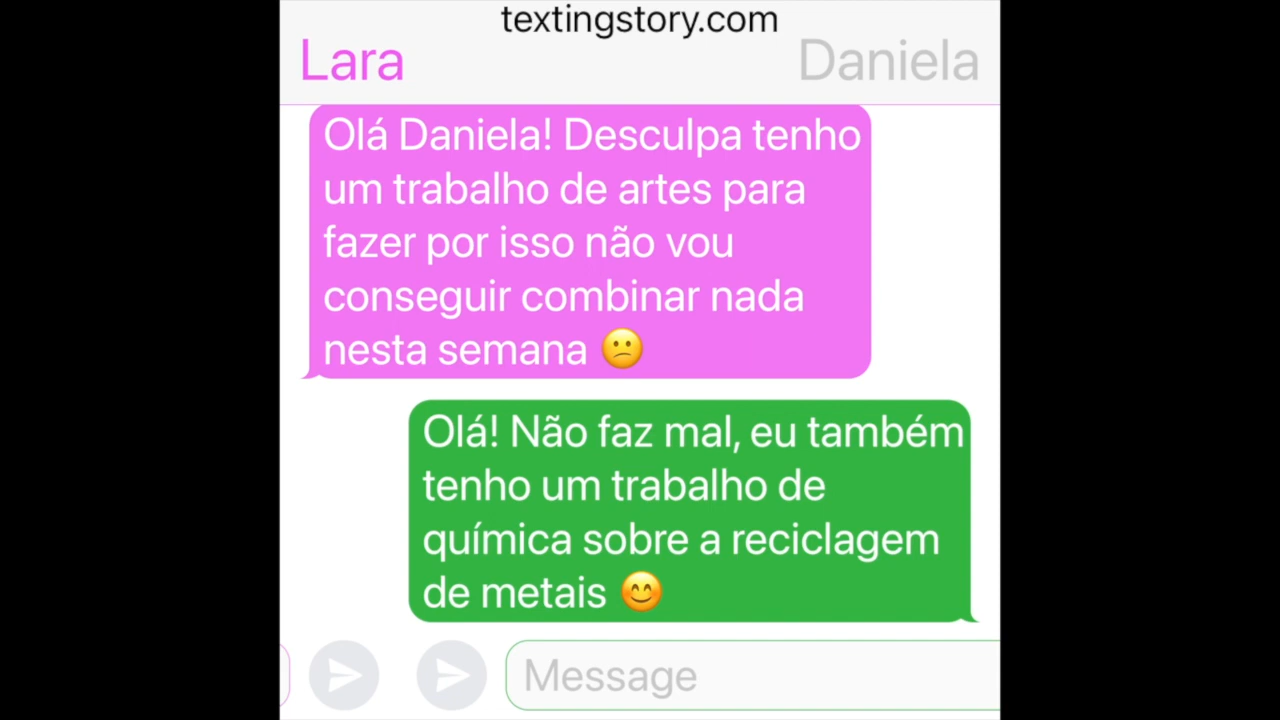 textingstory.com
Lara
Daniela
Olá Daniela! Desculpa tenho
um trabalho de artes para
fazer por isso não vou
conseguir combinar nada
nesta semana 😕
Olá! Não faz mal, eu também
tenho um trabalho de
química sobre a reciclagem
de metais 😊
Message